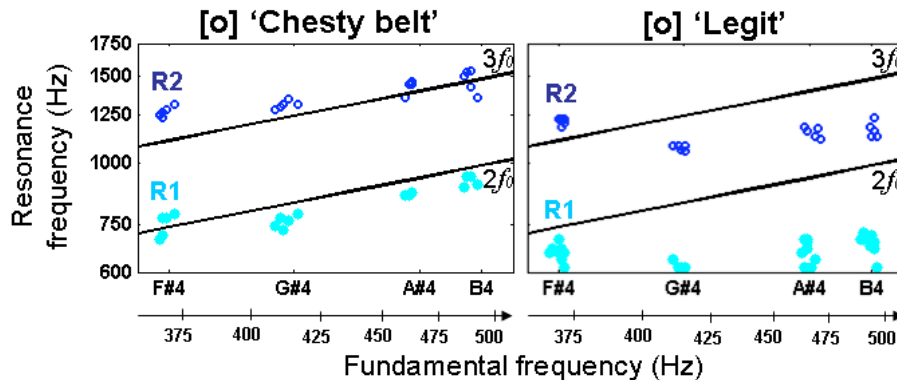 [o] ‘Chesty belt’ [o] ‘Legit’
Resonance
frequency (Hz)
1750
1500
1250
1000
750
600
R2
R1
3f₀
2f₀
R2
R1
3f₀
2f₀
F#4 G#4 A#4 B4 F#4 G#4 A#4 B4
375 400 425 450 475 500 375 400 425 450 475 500
Fundamental frequency (Hz)